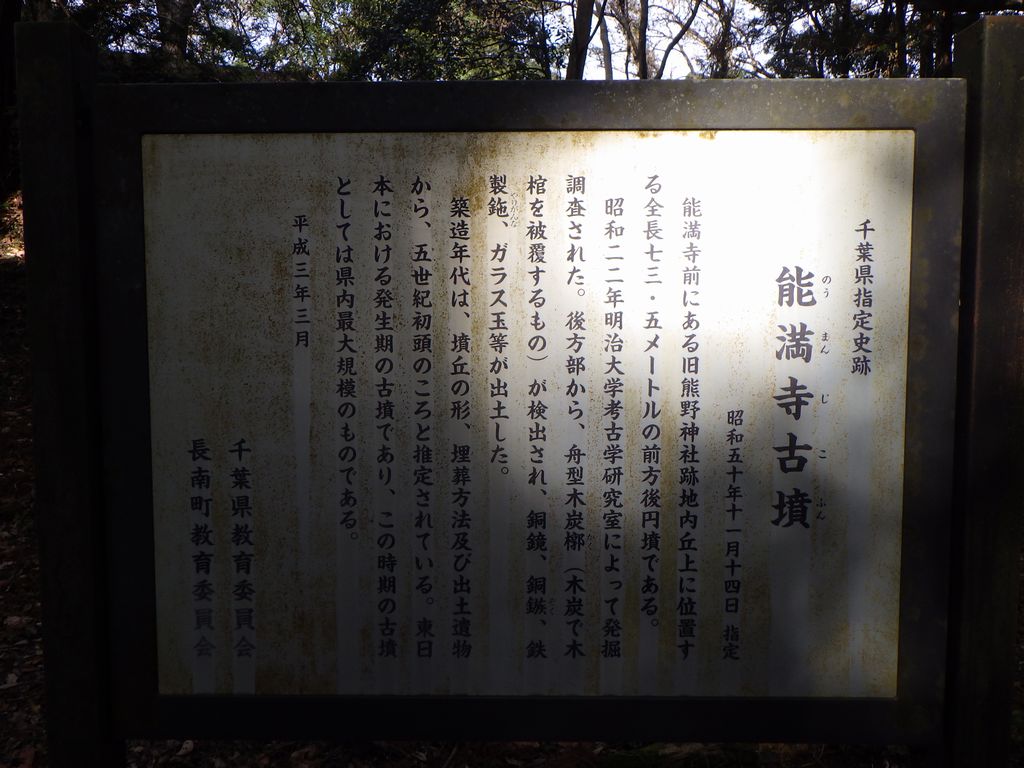 千葉県指定史跡
能満寺古墳
のうまんじこふん
昭和五十年十一月十四日 指定
能満寺前にある旧熊野神社跡地内丘上に位置す
る全長七三・五メートルの前方後円墳である。
昭和二二年明治大学考古学研究室によって発掘
調査された。後方部から、舟型木炭槨（木炭で木
棺を被覆するもの）が検出され、銅鏡、銅鏃、鉄
製鉇、ガラス玉等が出土した。
築造年代は、墳丘の形、埋葬方法及び出土遺物
から、五世紀初頭のころと推定されている。東日
本における発生期の古墳であり、この時期の古墳
としては県内最大規模のものである。
平成三年三月
千葉県教育委員会
長南町教育委員会